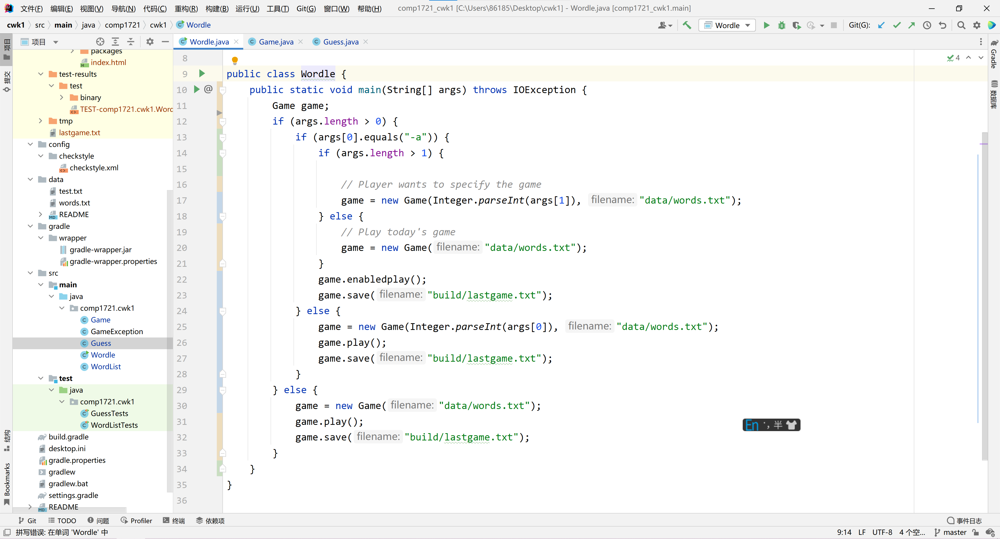 文件(F) 编辑(E) 视图(V) 导航(N) 代码(C) 重构(R) 构建(B) 运行(U) 工具(T) Git(G) 窗口(W) 帮助(H) comp1721_cwk1 [C:\Users\86185\Desktop\cwk1] - Wordle.java [comp1721_cwk1.main]
cwk1 src main java comp1721 cwk1 Wordle
Wordle
Git(G):
项目
提交
结构
Bookmarks
项目
packages
index.html
test-results
test
binary
TEST-comp1721.cwk1.Word
tmp
lastgame.txt
config
checkstyle
checkstyle.xml
data
test.txt
words.txt
README
gradle
wrapper
gradle-wrapper.jar
gradle-wrapper.properties
src
main
java
comp1721.cwk1
Game
GameException
Guess
Wordle
WordList
test
java
comp1721.cwk1
GuessTests
WordListTests
build.gradle
desktop.ini
gradle.properties
gradlew
gradlew.bat
settings.gradle
README
Wordle.java Game.java Guess.java
4
8
9 public class Wordle {
10 @ public static void main(String[] args) throws IOException {
11 Game game;
12 if (args.length > 0) {
13 if (args[0].equals("-a")) {
14 if (args.length > 1) {
15
16 // Player wants to specify the game
17 game = new Game(Integer.parseInt(args[1]), filename: "data/words.txt");
18 } else {
19 // Play today's game
20 game = new Game( filename: "data/words.txt");
21 }
22 game.enabledplay();
23 game.save( filename: "build/lastgame.txt");
24 } else {
25 game = new Game(Integer.parseInt(args[0]), filename: "data/words.txt");
26 game.play();
27 game.save( filename: "build/lastgame.txt");
28 }
29 } else {
30 game = new Game( filename: "data/words.txt");
31 game.play();
32 game.save( filename: "build/lastgame.txt");
33 }
34 }
35 }
36
En ·, 半
Gradle
数据库
Git TODO 问题 Profiler 终端 依赖项 事件日志
拼写错误: 在单词 'Wordle' 中 9:14 LF UTF-8 4 个空... master